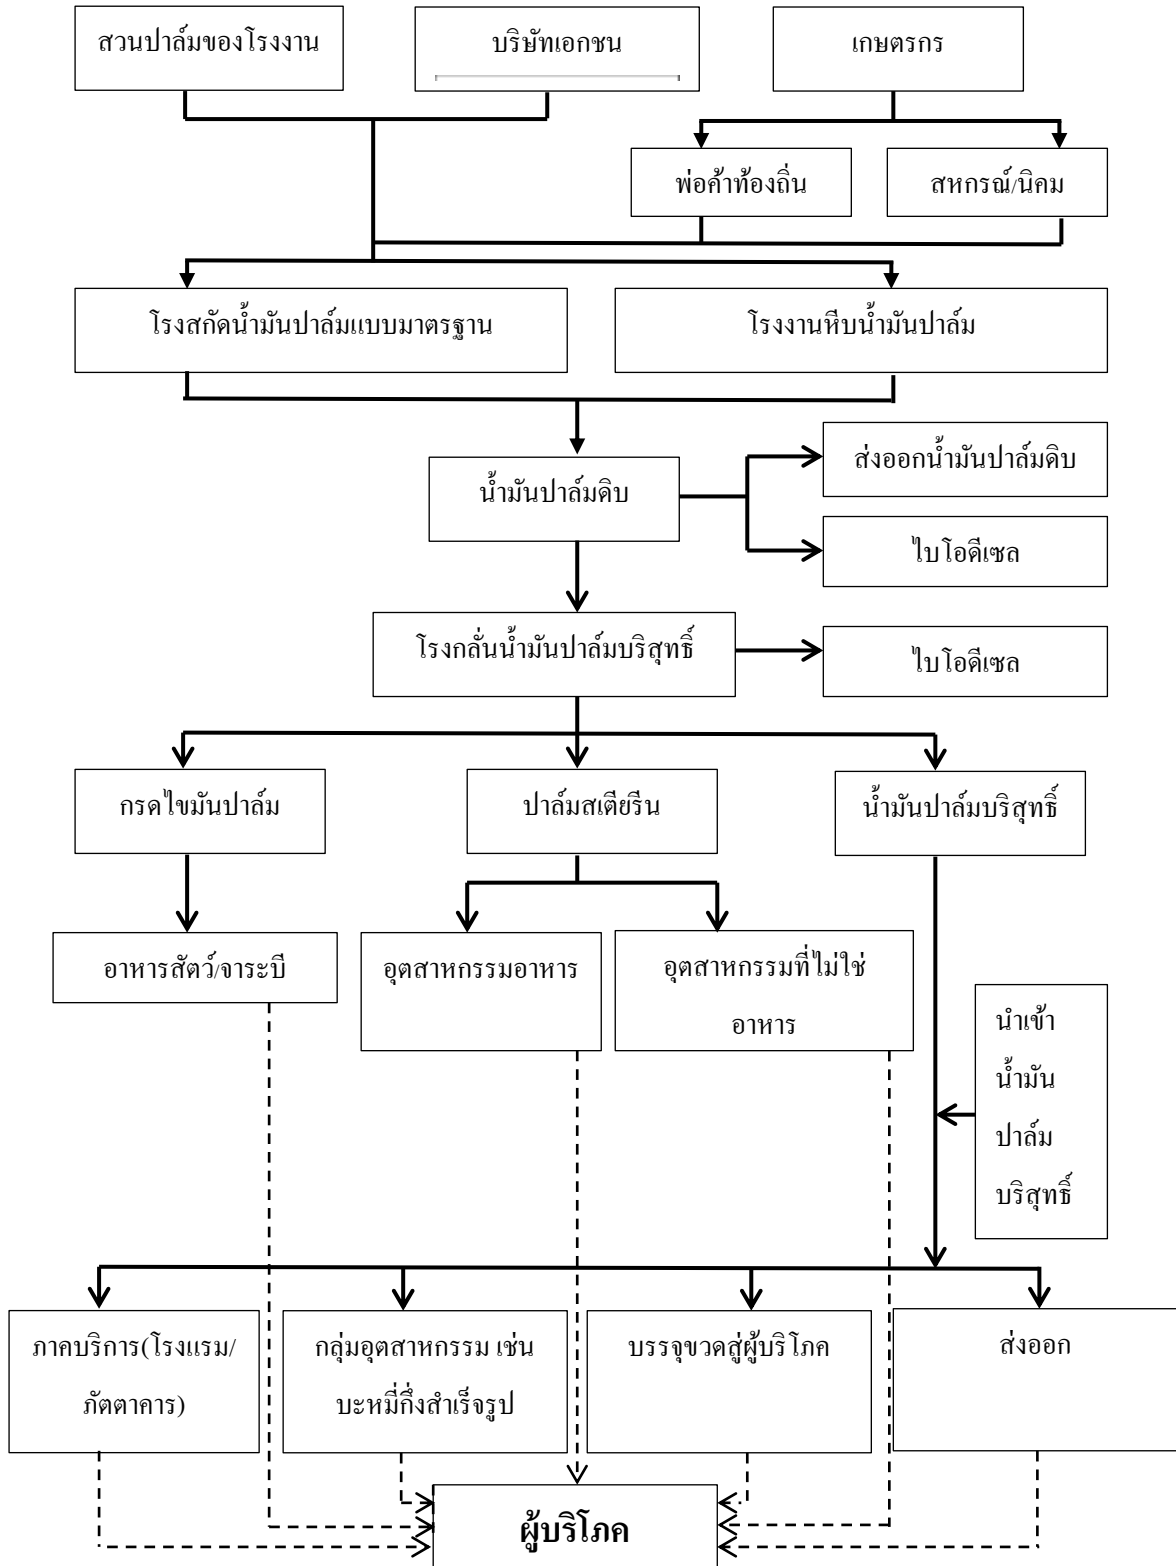 สวนปาล์มของโรงงาน
บริษัทเอกชน
เกษตรกร
พ่อค้าท้องถิ่น
สหกรณ์/นิคม
โรงสกัดน้ำมันปาล์มแบบมาตรฐาน
โรงงานหีบน้ำมันปาล์ม
น้ำมันปาล์มดิบ
ส่งออกน้ำมันปาล์มดิบ
ไบโอดีเซล
โรงกลั่นน้ำมันปาล์มบริสุทธิ์
ไบโอดีเซล
กรดไขมันปาล์ม
ปาล์มสเตียรีน
น้ำมันปาล์มบริสุทธิ์
อาหารสัตว์/จาระบี
อุตสาหกรรมอาหาร
อุตสาหกรรมที่ไม่ใช่
อาหาร
นำเข้า
น้ำมัน
ปาล์ม
บริสุทธิ์
ภาคบริการ(โรงแรม/
ภัตตาคาร)
กลุ่มอุตสาหกรรม เช่น
บะหมี่กึ่งสำเร็จรูป
บรรจุขวดสู่ผู้บริโภค
ส่งออก
ผู้บริโภค